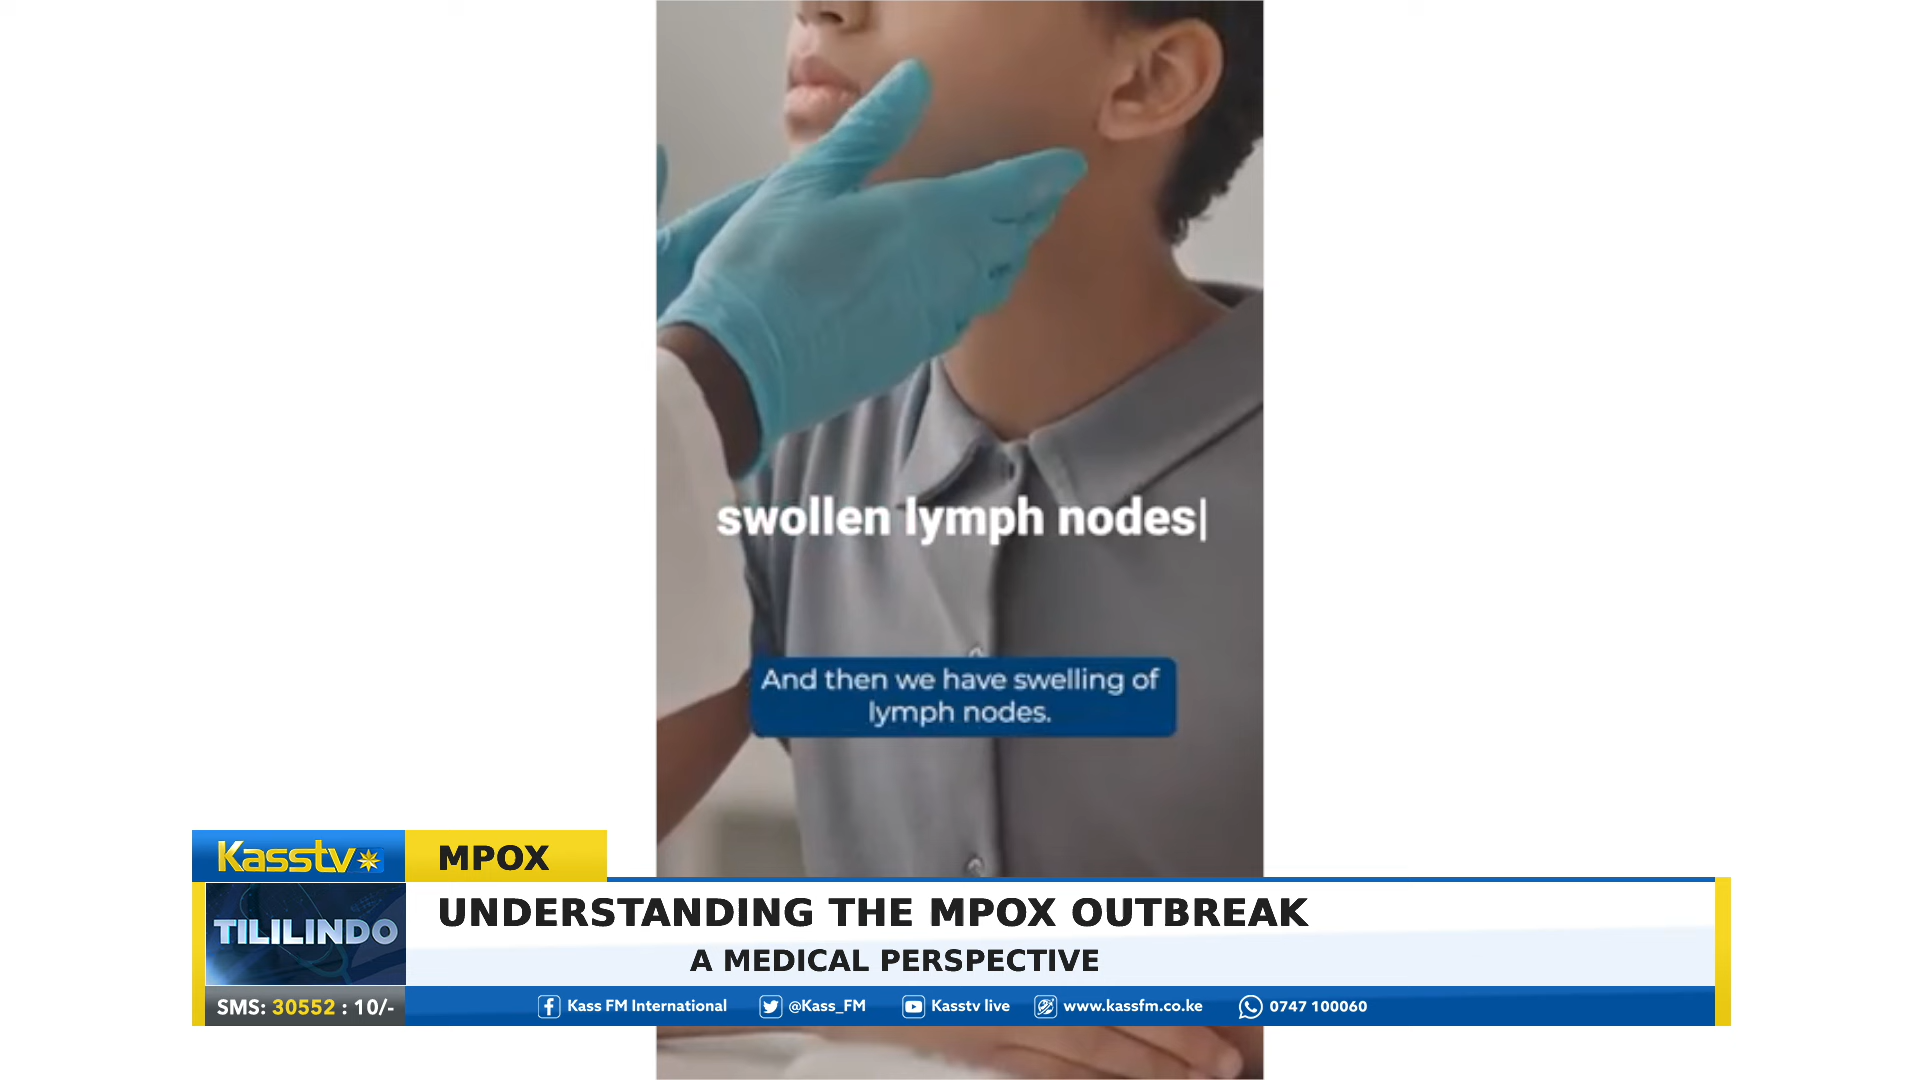 swollen lymph nodes|
And then we have swelling of
lymph nodes.
Kasstv
MPOX
TILILINDO
UNDERSTANDING THE MPOX OUTBREAK
A MEDICAL PERSPECTIVE
SMS: 30552 : 10/-
Kass FM International
@Kass_FM
Kasstv live
www.kassfm.co.ke
0747 100060